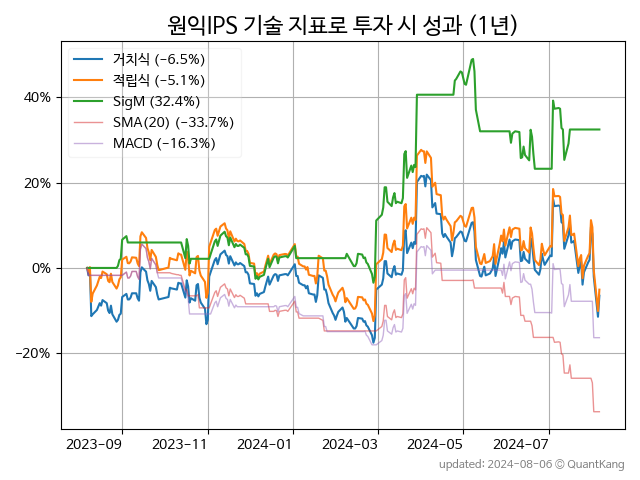 원익IPS 기술 지표로 투자 시 성과 (1년)
거치식 (−6.5%)
적립식 (−5.1%)
SigM (32.4%)
SMA(20) (−33.7%)
MACD (−16.3%)
40%
20%
0%
−20%
2023-09 2023-11 2024-01 2024-03 2024-05 2024-07
updated: 2024-08-06 © QuantKang